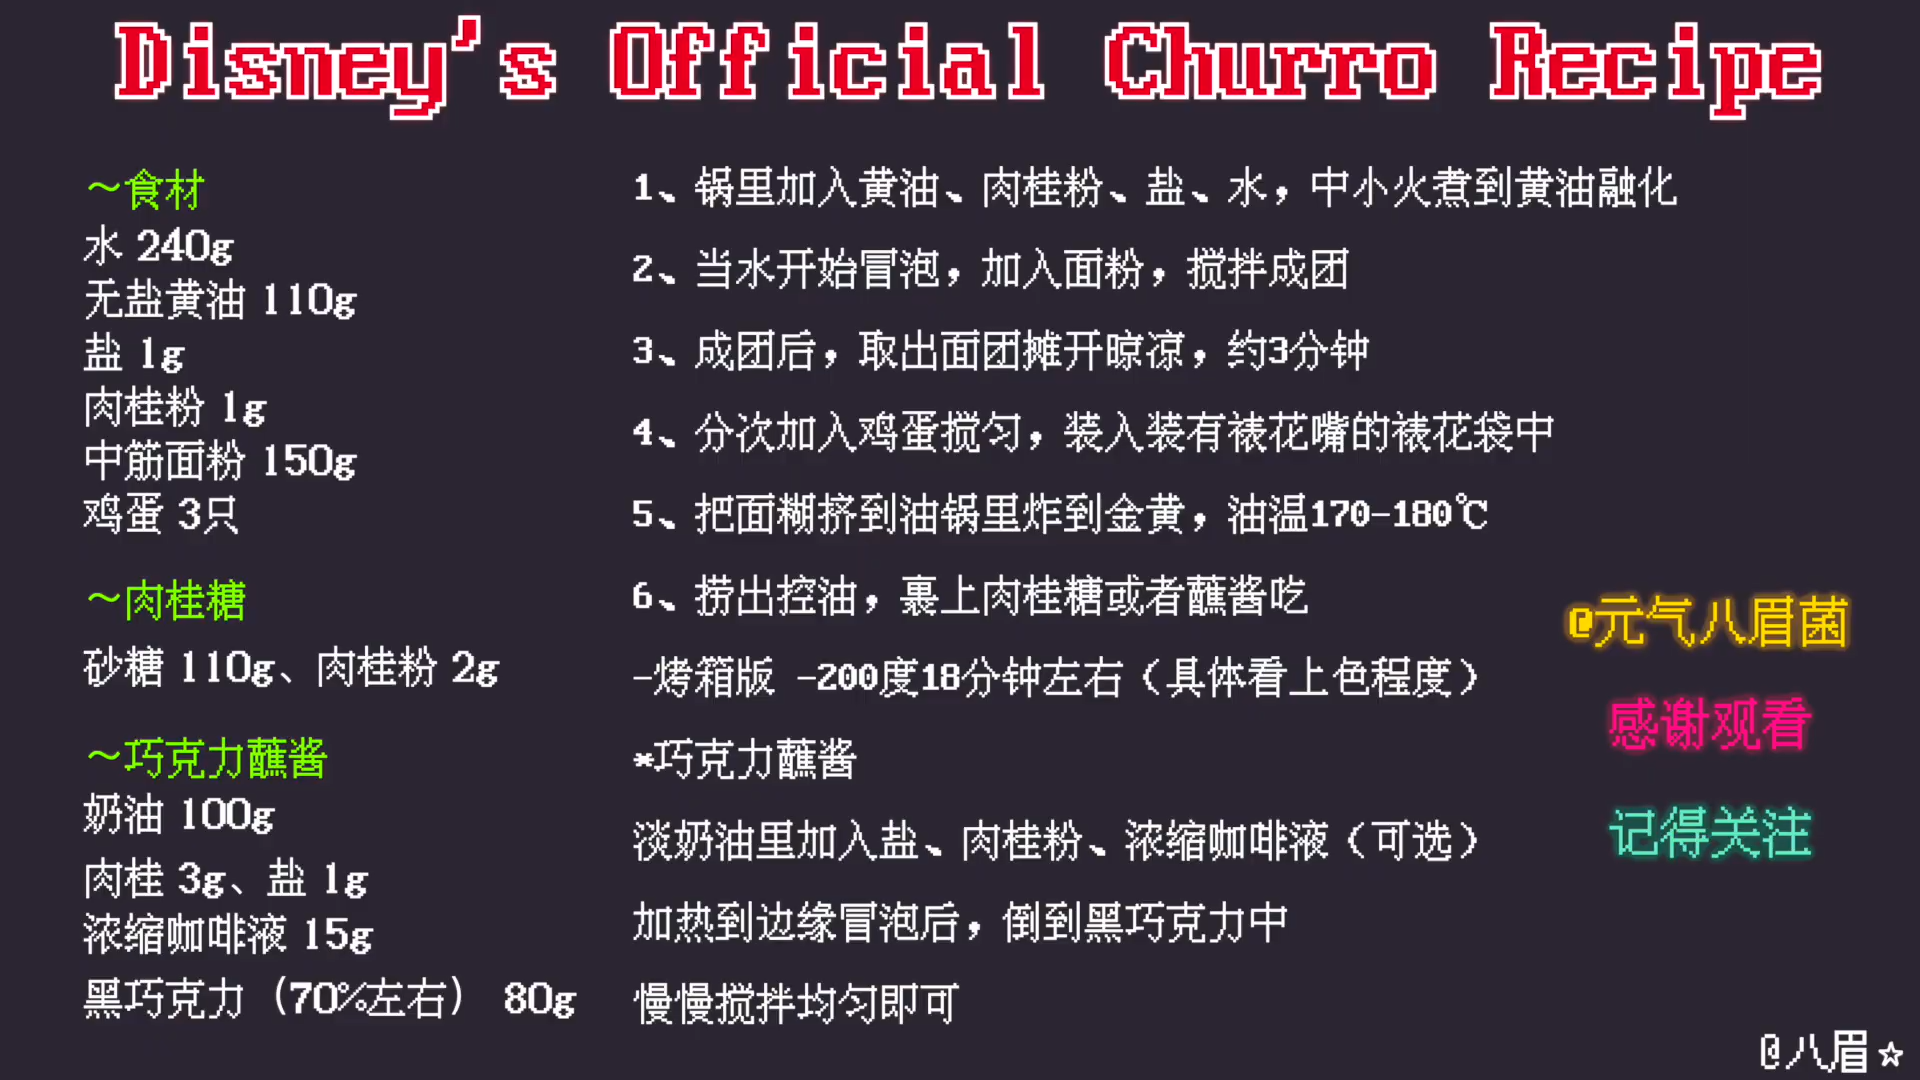 Disney's Official Churro Recipe
～食材
水 240g
无盐黄油 110g
盐 1g
肉桂粉 1g
中筋面粉 150g
鸡蛋 3只
～肉桂糖
砂糖 110g、肉桂粉 2g
～巧克力蘸酱
奶油 100g
肉桂 3g、盐 1g
浓缩咖啡液 15g
黑巧克力（70%左右） 80g
1、锅里加入黄油、肉桂粉、盐、水，中小火煮到黄油融化
2、当水开始冒泡，加入面粉，搅拌成团
3、成团后，取出面团摊开晾凉，约3分钟
4、分次加入鸡蛋搅匀，装入装有裱花嘴的裱花袋中
5、把面糊挤到油锅里炸到金黄，油温170-180℃
6、捞出控油，裹上肉桂糖或者蘸酱吃
-烤箱版 -200度18分钟左右（具体看上色程度）
*巧克力蘸酱
淡奶油里加入盐、肉桂粉、浓缩咖啡液（可选）
加热到边缘冒泡后，倒到黑巧克力中
慢慢搅拌均匀即可
@元气八眉菌
感谢观看
记得关注
@八眉☆